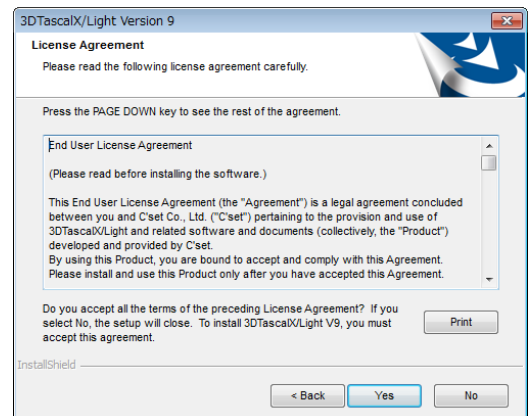 3DTascalX/Light Version 9
License Agreement
Please read the following license agreement carefully.
Press the PAGE DOWN key to see the rest of the agreement.
End User License Agreement
(Please read before installing the software.)
This End User License Agreement (the "Agreement") is a legal agreement concluded
between you and C'set Co., Ltd. ("C'set") pertaining to the provision and use of
3DTascalX/Light and related software and documents (collectively, the "Product")
developed and provided by C'set.
By using this Product, you are bound to accept and comply with this Agreement.
Please install and use this Product only after you have accepted this Agreement.
Do you accept all the terms of the preceding License Agreement? If you
select No, the setup will close. To install 3DTascalX/Light V9, you must
accept this agreement.
Print
InstallShield
< Back
Yes
No